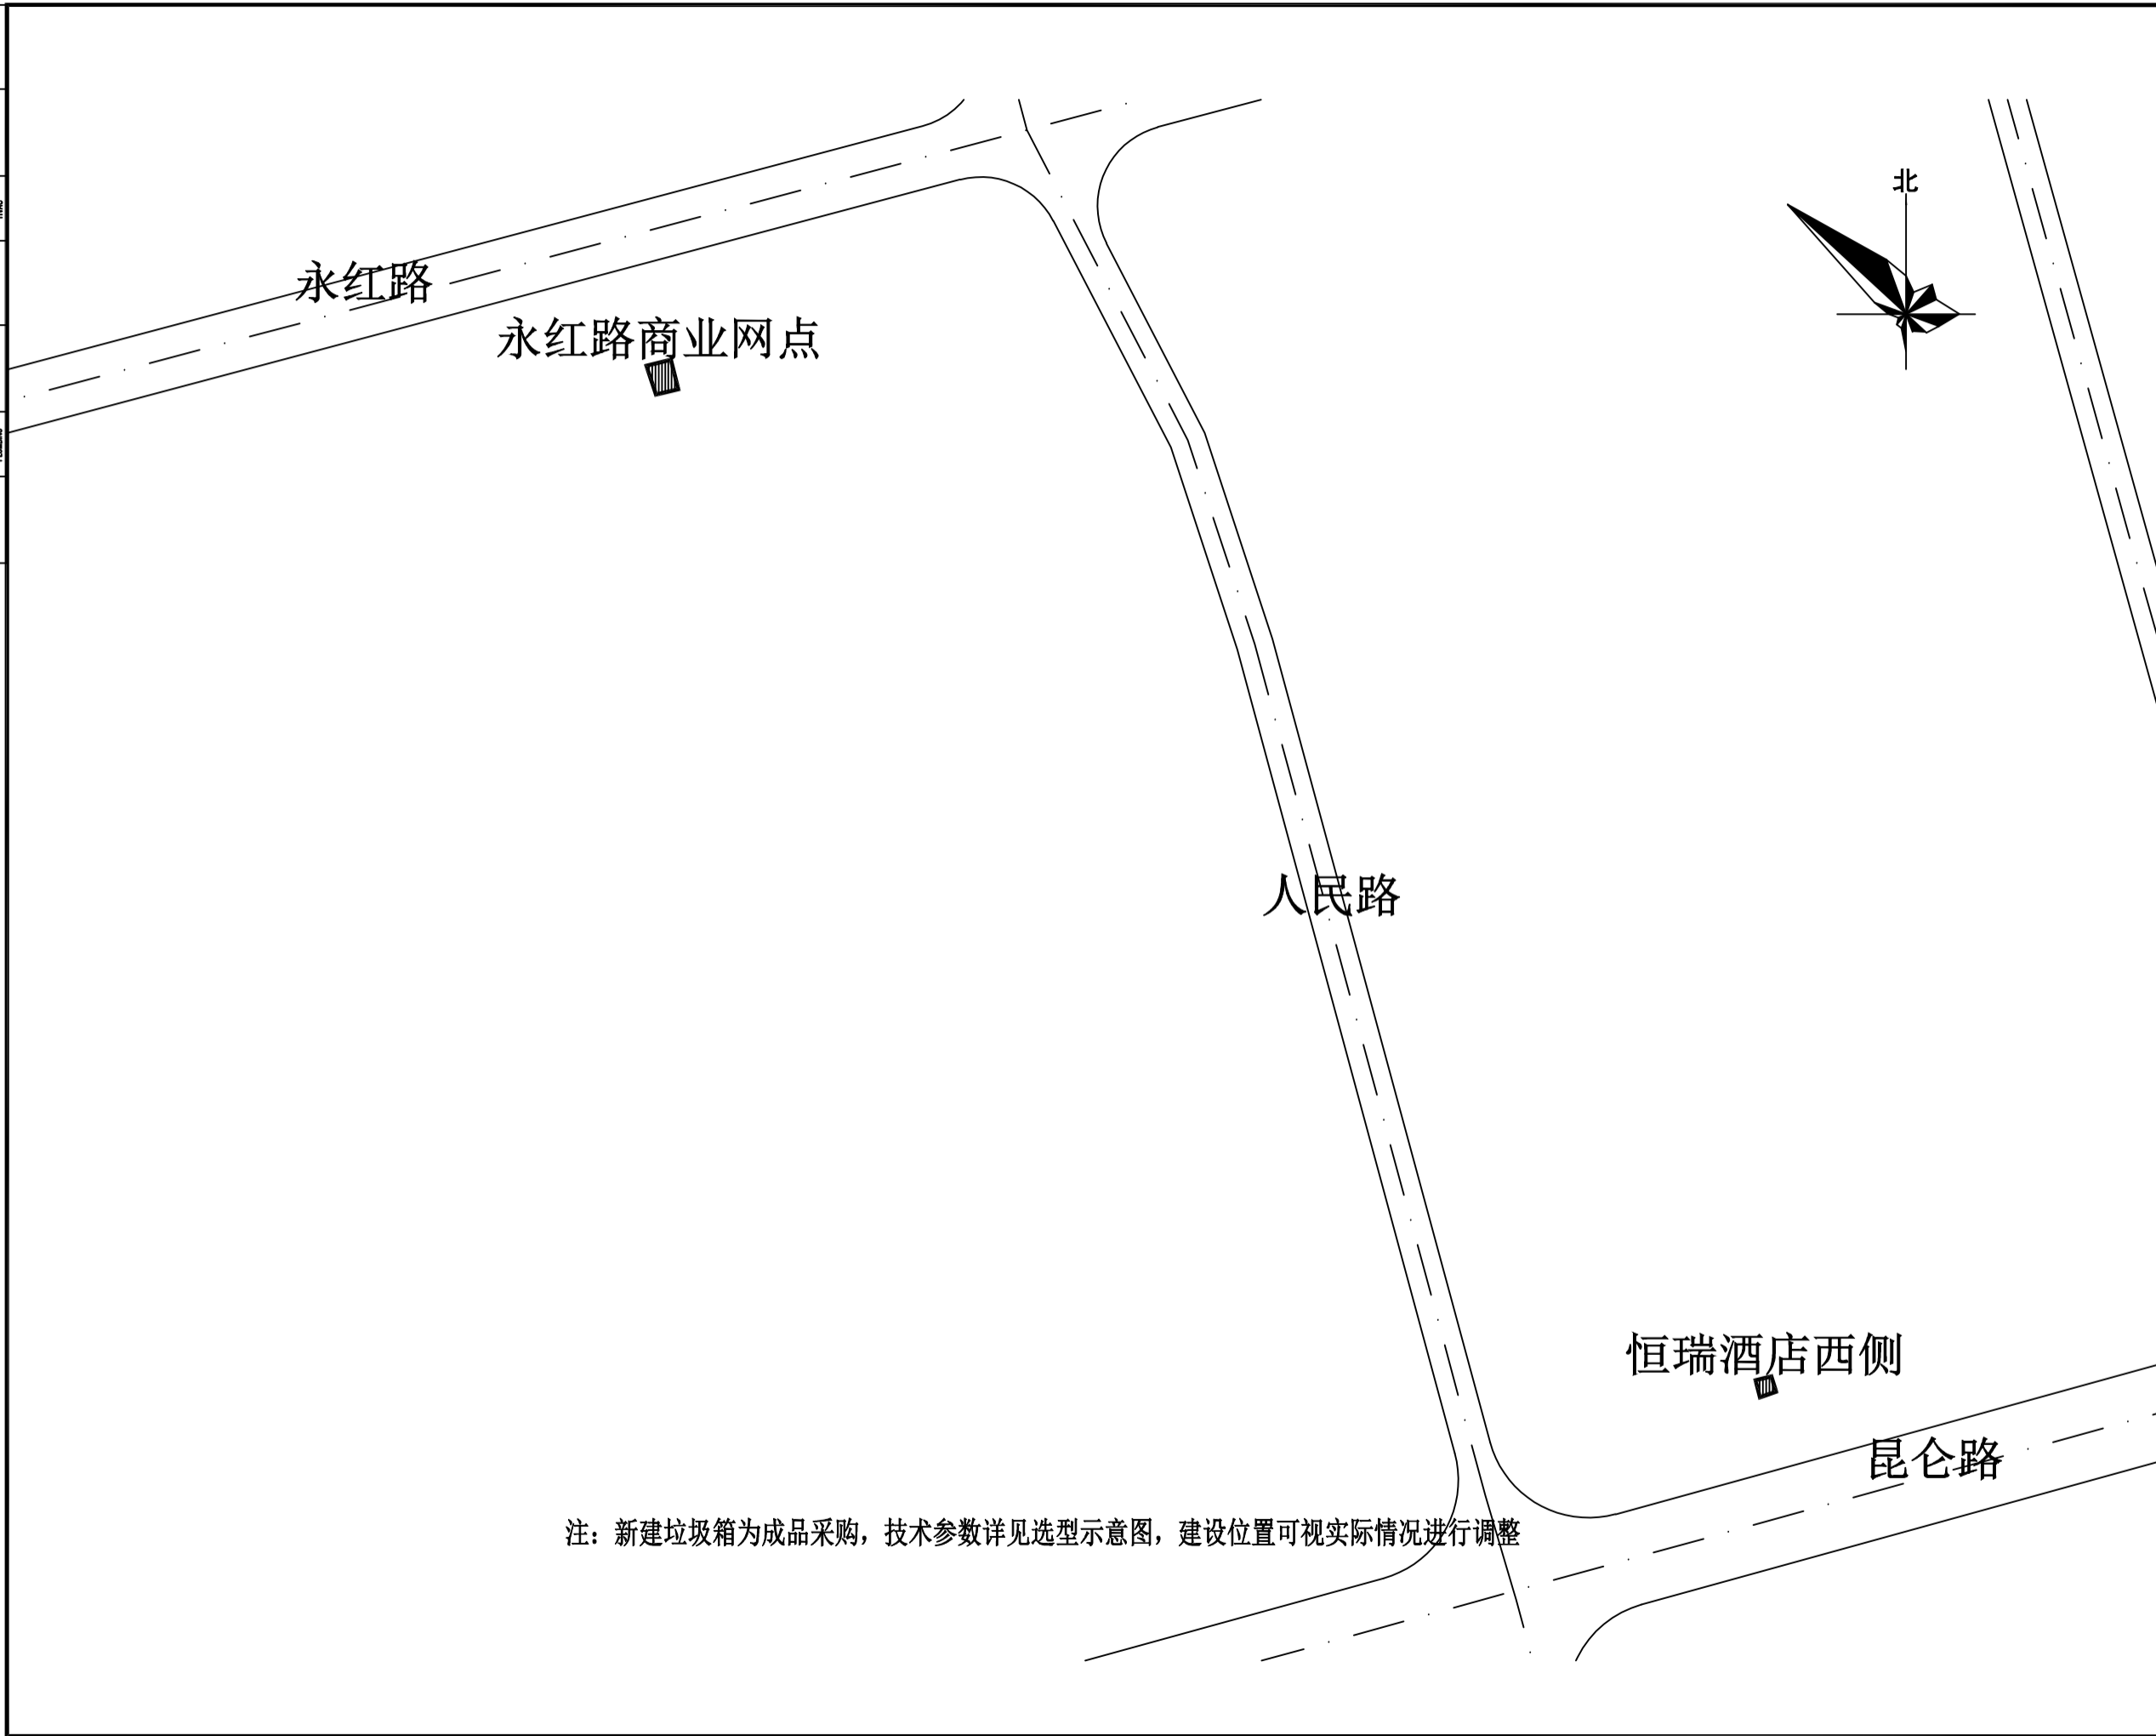 北
永红路
永红路商业网点
人民路
恒瑞酒店西侧
昆仑路
注：新建垃圾箱为成品采购，技术参数详见选型示意图，建设位置可视实际情况进行调整